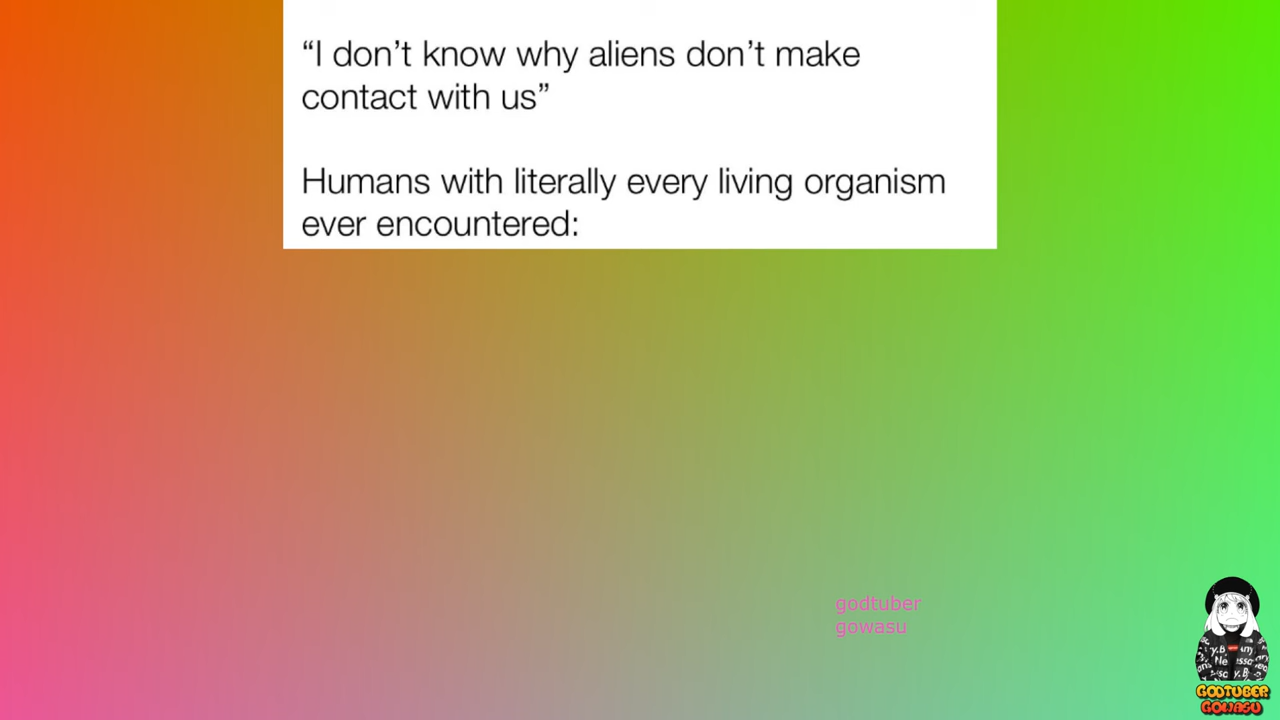 “I don’t know why aliens don’t make
contact with us”
Humans with literally every living organism
ever encountered:
godtuber
gowasu
GODTUBER
GOWASU